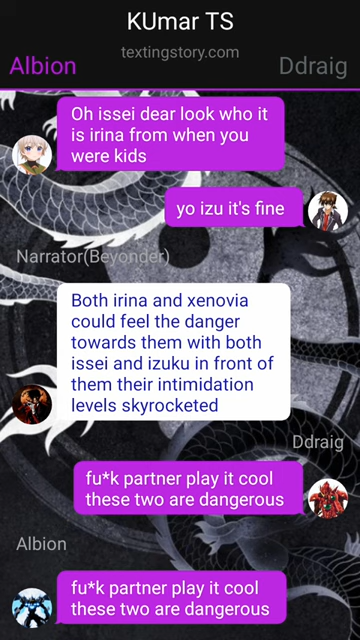 KUmar TS
textingstory.com
Albion
Ddraig
Oh issei dear look who it
is irina from when you
were kids
yo izu it's fine
Narrator(Beyonder)
Both irina and xenovia
could feel the danger
towards them with both
issei and izuku in front of
them their intimidation
levels skyrocketed
Ddraig
fu*k partner play it cool
these two are dangerous
Albion
fu*k partner play it cool
these two are dangerous